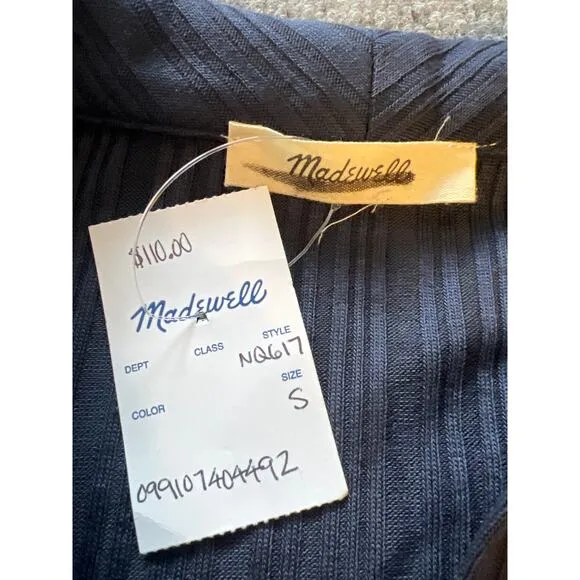 Madewell
$110.00
Madewell
DEPT CLASS STYLE
NQ617
COLOR SIZE
S
099107404492